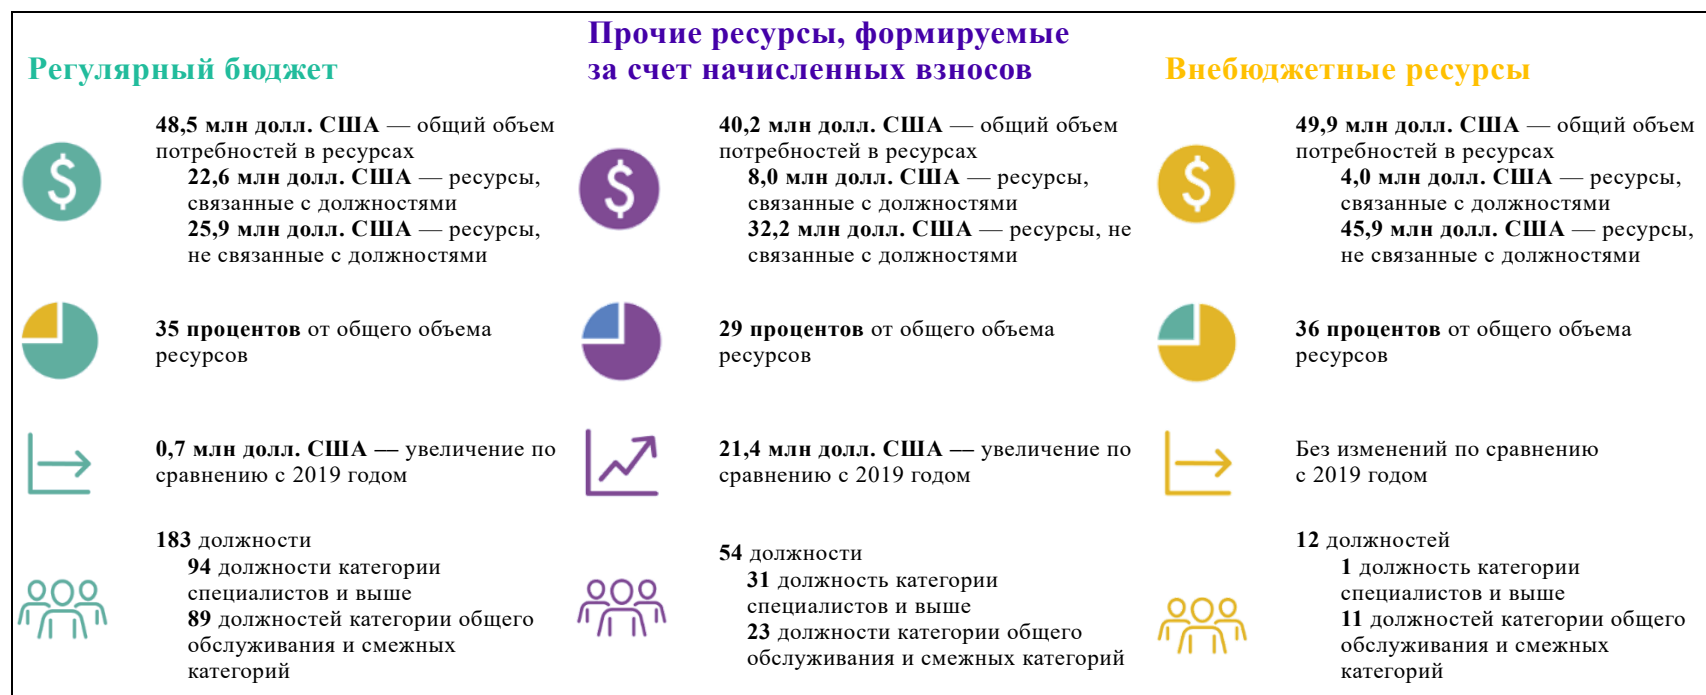 Регулярный бюджет
48,5 млн долл. США — общий объем
потребностей в ресурсах
22,6 млн долл. США — ресурсы,
связанные с должностями
25,9 млн долл. США — ресурсы,
не связанные с должностями
35 процентов от общего объема
ресурсов
0,7 млн долл. США — увеличение по
сравнению с 2019 годом
183 должности
94 должности категории
специалистов и выше
89 должностей категории общего
обслуживания и смежных
категорий
Прочие ресурсы, формируемые
за счет начисленных взносов
40,2 млн долл. США — общий объем
потребностей в ресурсах
8,0 млн долл. США — ресурсы,
связанные с должностями
32,2 млн долл. США — ресурсы, не
связанные с должностями
29 процентов от общего объема
ресурсов
21,4 млн долл. США — увеличение по
сравнению с 2019 годом
54 должности
31 должность категории
специалистов и выше
23 должности категории общего
обслуживания и смежных категорий
Внебюджетные ресурсы
49,9 млн долл. США — общий объем
потребностей в ресурсах
4,0 млн долл. США — ресурсы,
связанные с должностями
45,9 млн долл. США — ресурсы,
не связанные с должностями
36 процентов от общего объема
ресурсов
Без изменений по сравнению
с 2019 годом
12 должностей
1 должность категории
специалистов и выше
11 должностей категории общего
обслуживания и смежных
категорий